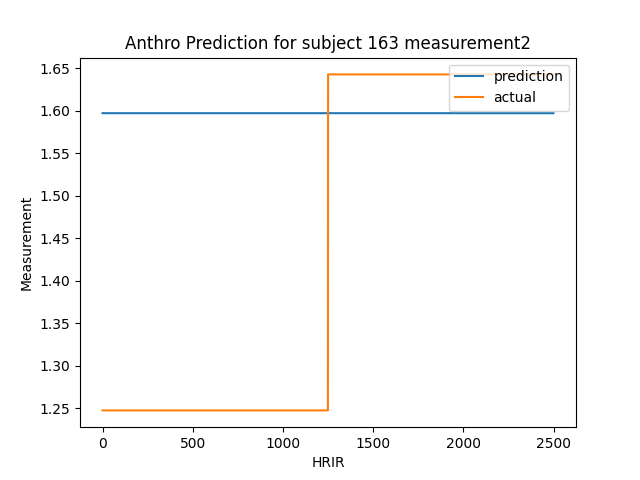 Anthro Prediction for subject 163 measurement2
prediction
actual
1.65
1.60
1.55
1.50
1.45
1.40
1.35
1.30
1.25
Measurement
0 500 1000 1500 2000 2500
HRIR